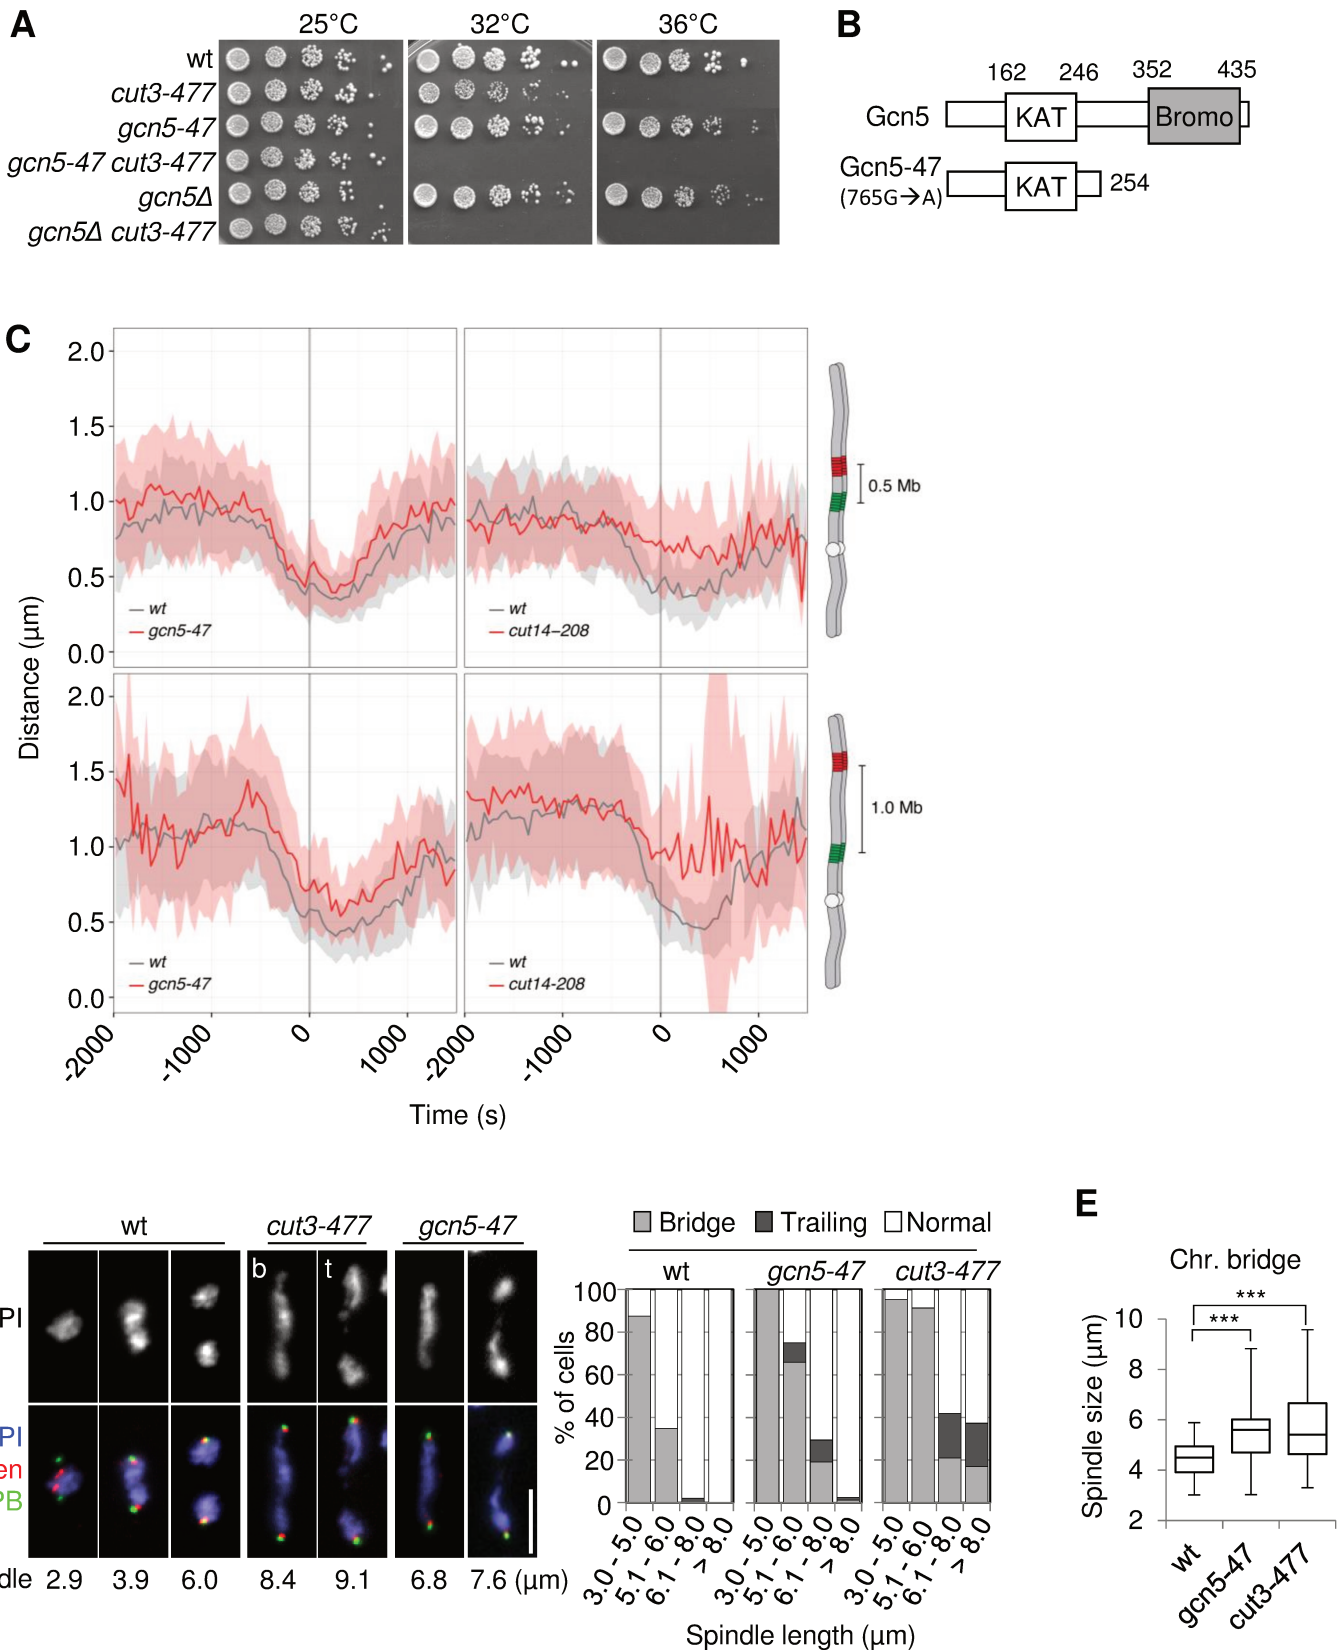 A
25°C
32°C
36°C
wt
cut3-477
gcn5-47
gcn5-47 cut3-477
gcn5Δ
gcn5Δ cut3-477
B
162
246
352
435
Gcn5
KAT
Bromo
Gcn5-47
(765G→A)
KAT
254
C
Distance (μm)
2.0
1.5
1.0
0.5
0.0
wt
gcn5-47
wt
cut14–208
0.5 Mb
2.0
1.5
1.0
0.5
0.0
wt
gcn5-47
wt
cut14-208
1.0 Mb
-2000
-1000
0
1000
-2000
-1000
0
1000
Time (s)
wt
cut3-477
gcn5-47
b
t
PI
PI
en
PB
dle
2.9
3.9
6.0
8.4
9.1
6.8
7.6 (μm)
Bridge
Trailing
Normal
wt
gcn5-47
cut3-477
% of cells
100
80
60
40
20
0
3.0 - 5.0
5.1 - 6.0
6.1 - 8.0
> 8.0
3.0 - 5.0
5.1 - 6.0
6.1 - 8.0
> 8.0
3.0 - 5.0
5.1 - 6.0
6.1 - 8.0
> 8.0
Spindle length (μm)
E
Chr. bridge
***
***
Spindle size (μm)
10
8
6
4
2
wt
gcn5-47
cut3-477